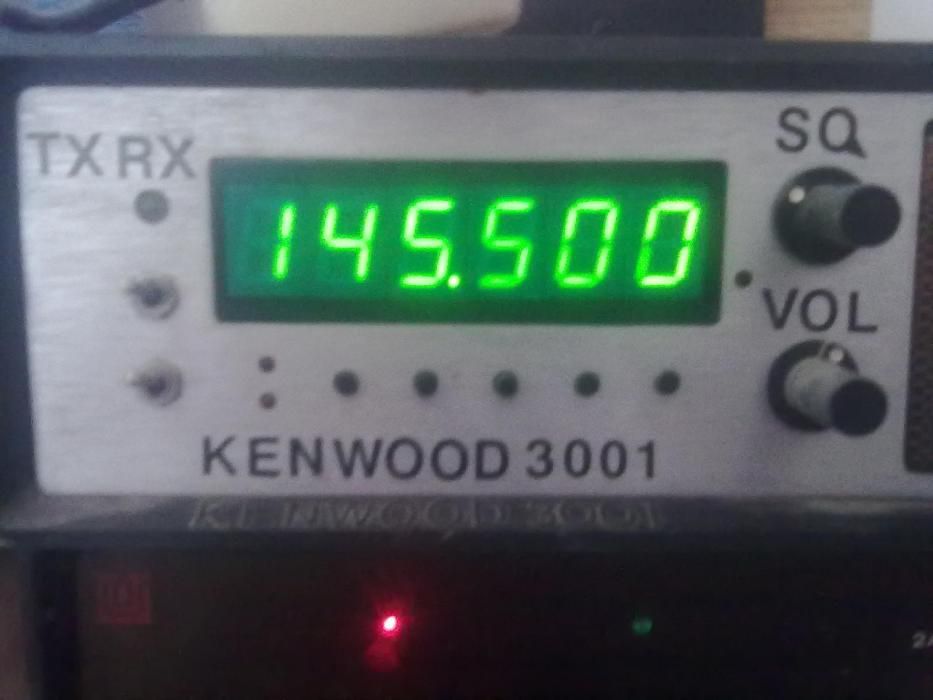 TX RX
145.500
SQ
VOL
KENWOOD 3001